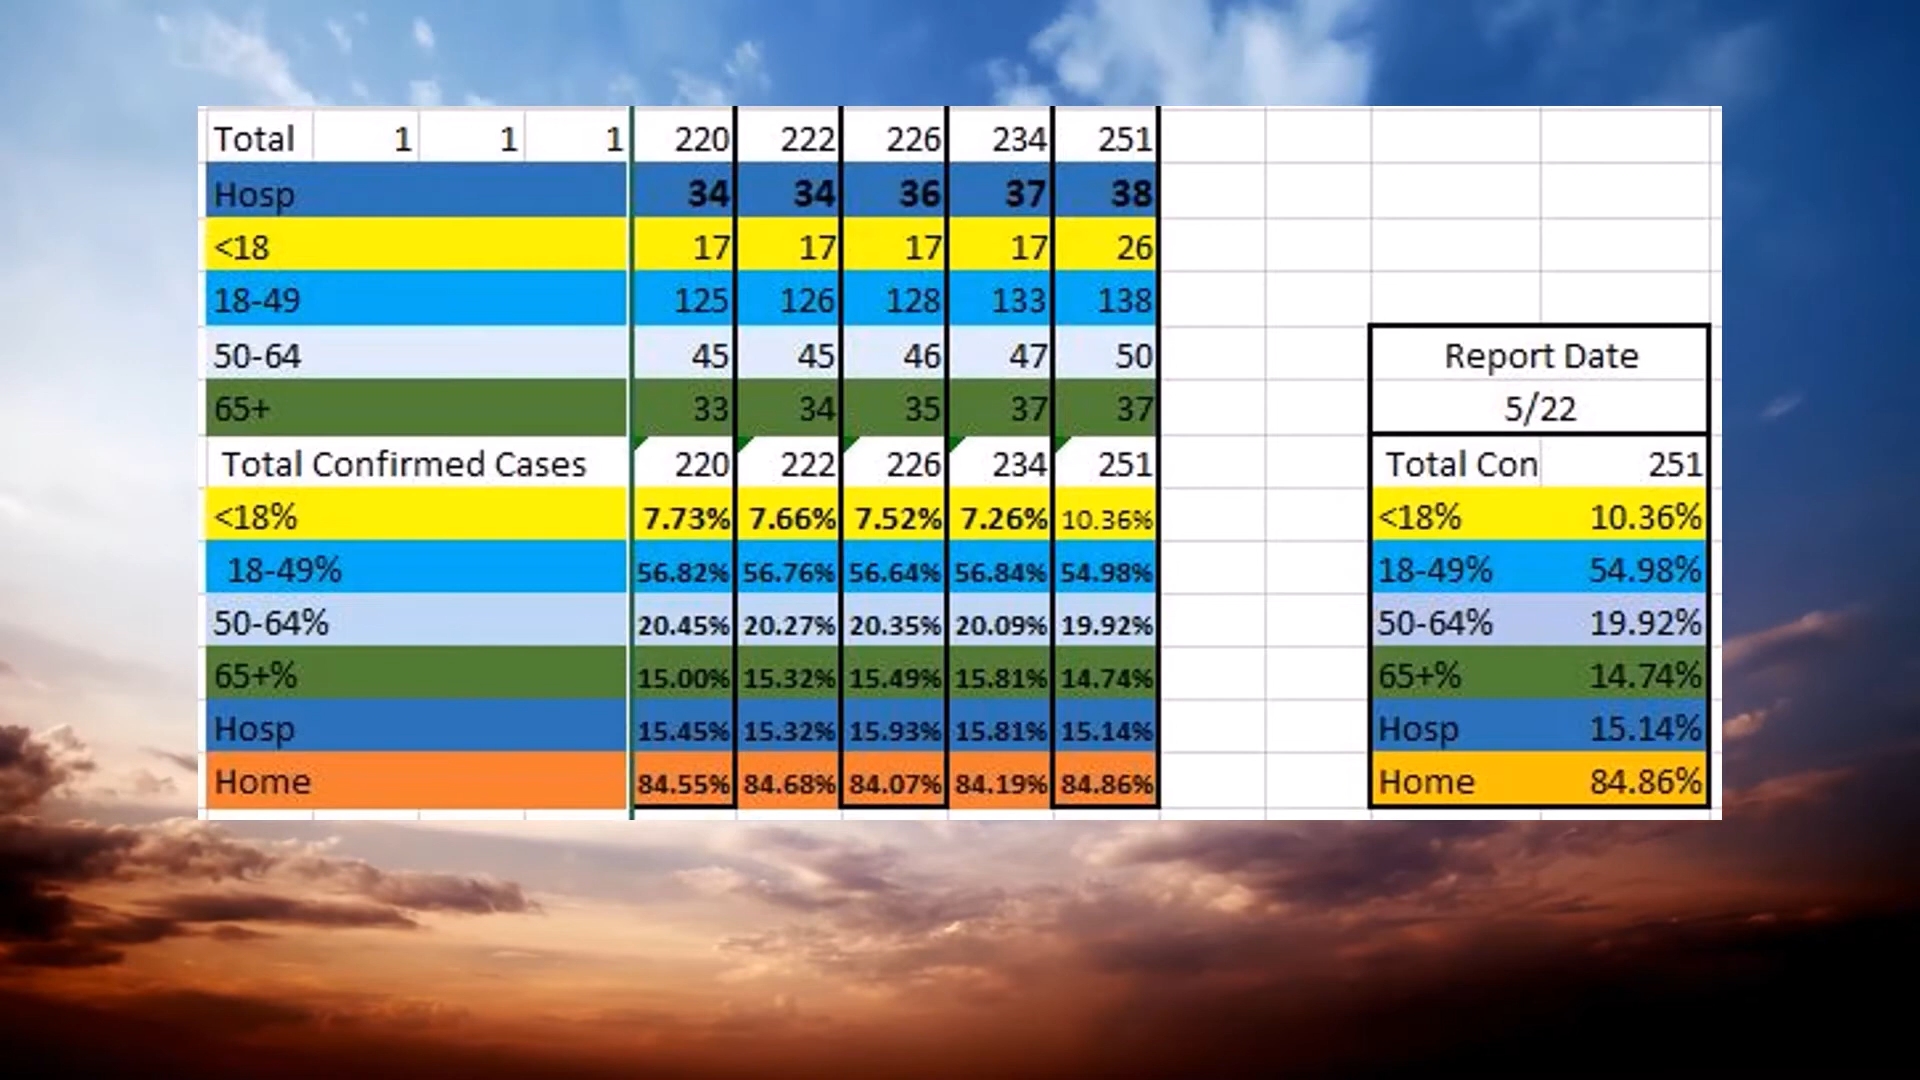 Total 1 1 1 220 222 226 234 251
Hosp 34 34 36 37 38
<18 17 17 17 17 26
18-49 125 126 128 133 138
50-64 45 45 46 47 50
65+ 33 34 35 37 37
Total Confirmed Cases 220 222 226 234 251
<18% 7.73% 7.66% 7.52% 7.26% 10.36%
18-49% 56.82% 56.76% 56.64% 56.84% 54.98%
50-64% 20.45% 20.27% 20.35% 20.09% 19.92%
65+% 15.00% 15.32% 15.49% 15.81% 14.74%
Hosp 15.45% 15.32% 15.93% 15.81% 15.14%
Home 84.55% 84.68% 84.07% 84.19% 84.86%
Report Date
5/22
Total Con 251
<18% 10.36%
18-49% 54.98%
50-64% 19.92%
65+% 14.74%
Hosp 15.14%
Home 84.86%